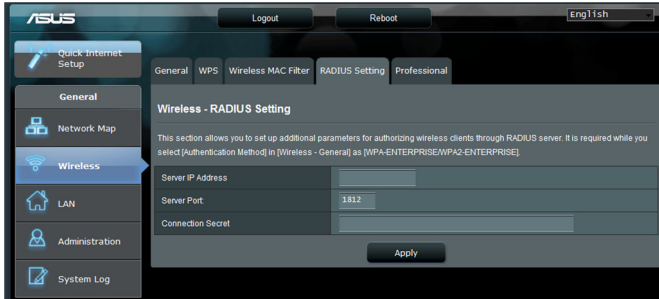 ASUS
Logout
Reboot
English
Quick Internet
Setup
General
WPS
Wireless MAC Filter
RADIUS Setting
Professional
General
Network Map
Wireless
LAN
Administration
System Log
Wireless - RADIUS Setting
This section allows you to set up additional parameters for authorizing wireless clients through RADIUS server. It is required while you
select [Authentication Method] in [Wireless - General] as [WPA-ENTERPRISE/WPA2-ENTERPRISE].
Server IP Address
Server Port:
1812
Connection Secret
Apply